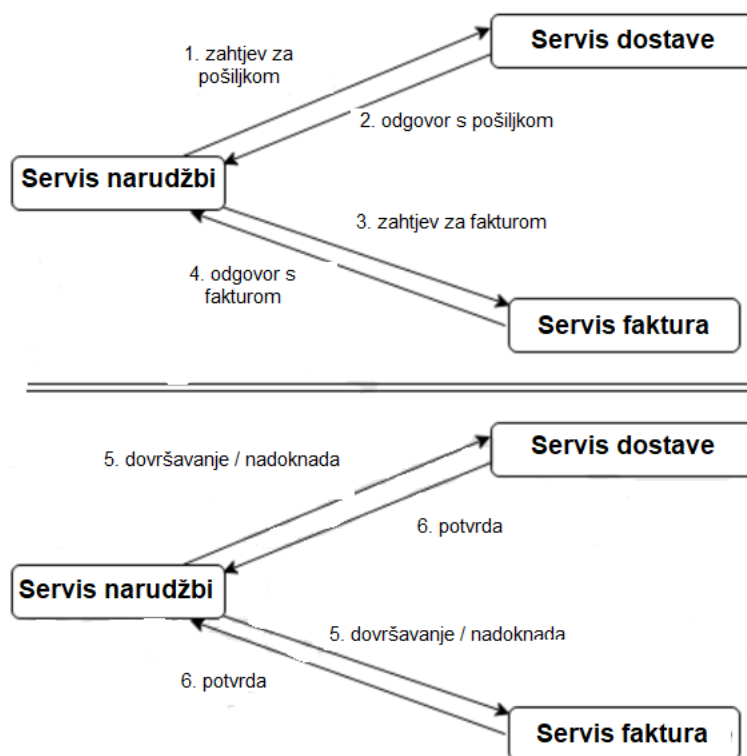 Servis dostave
1. zahtjev za
pošiljkom
2. odgovor s pošiljkom
Servis narudžbi
3. zahtjev za fakturom
4. odgovor s
fakturom
Servis faktura
Servis dostave
5. dovršavanje / nadoknada
6. potvrda
Servis narudžbi
5. dovršavanje / nadoknada
6. potvrda
Servis faktura